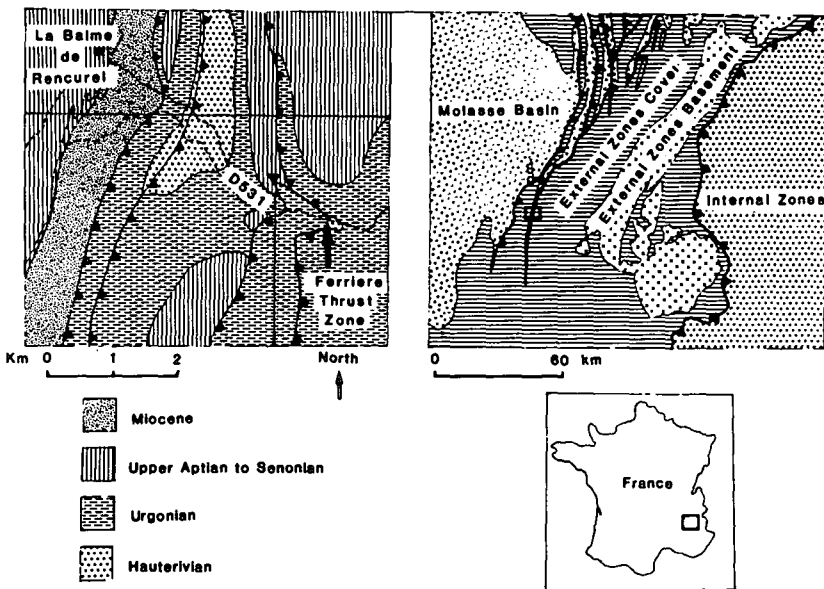 La Balme
de
Rencurel
D531
Ferriere
Thrust
Zone
Km 0 1 2
North
Molasse Basin
External Zones Cover
External Zones Basement
Internal Zones
0 60 km
Miocene
Upper Aptian to Senonian
Urgonian
Hauterivian
France